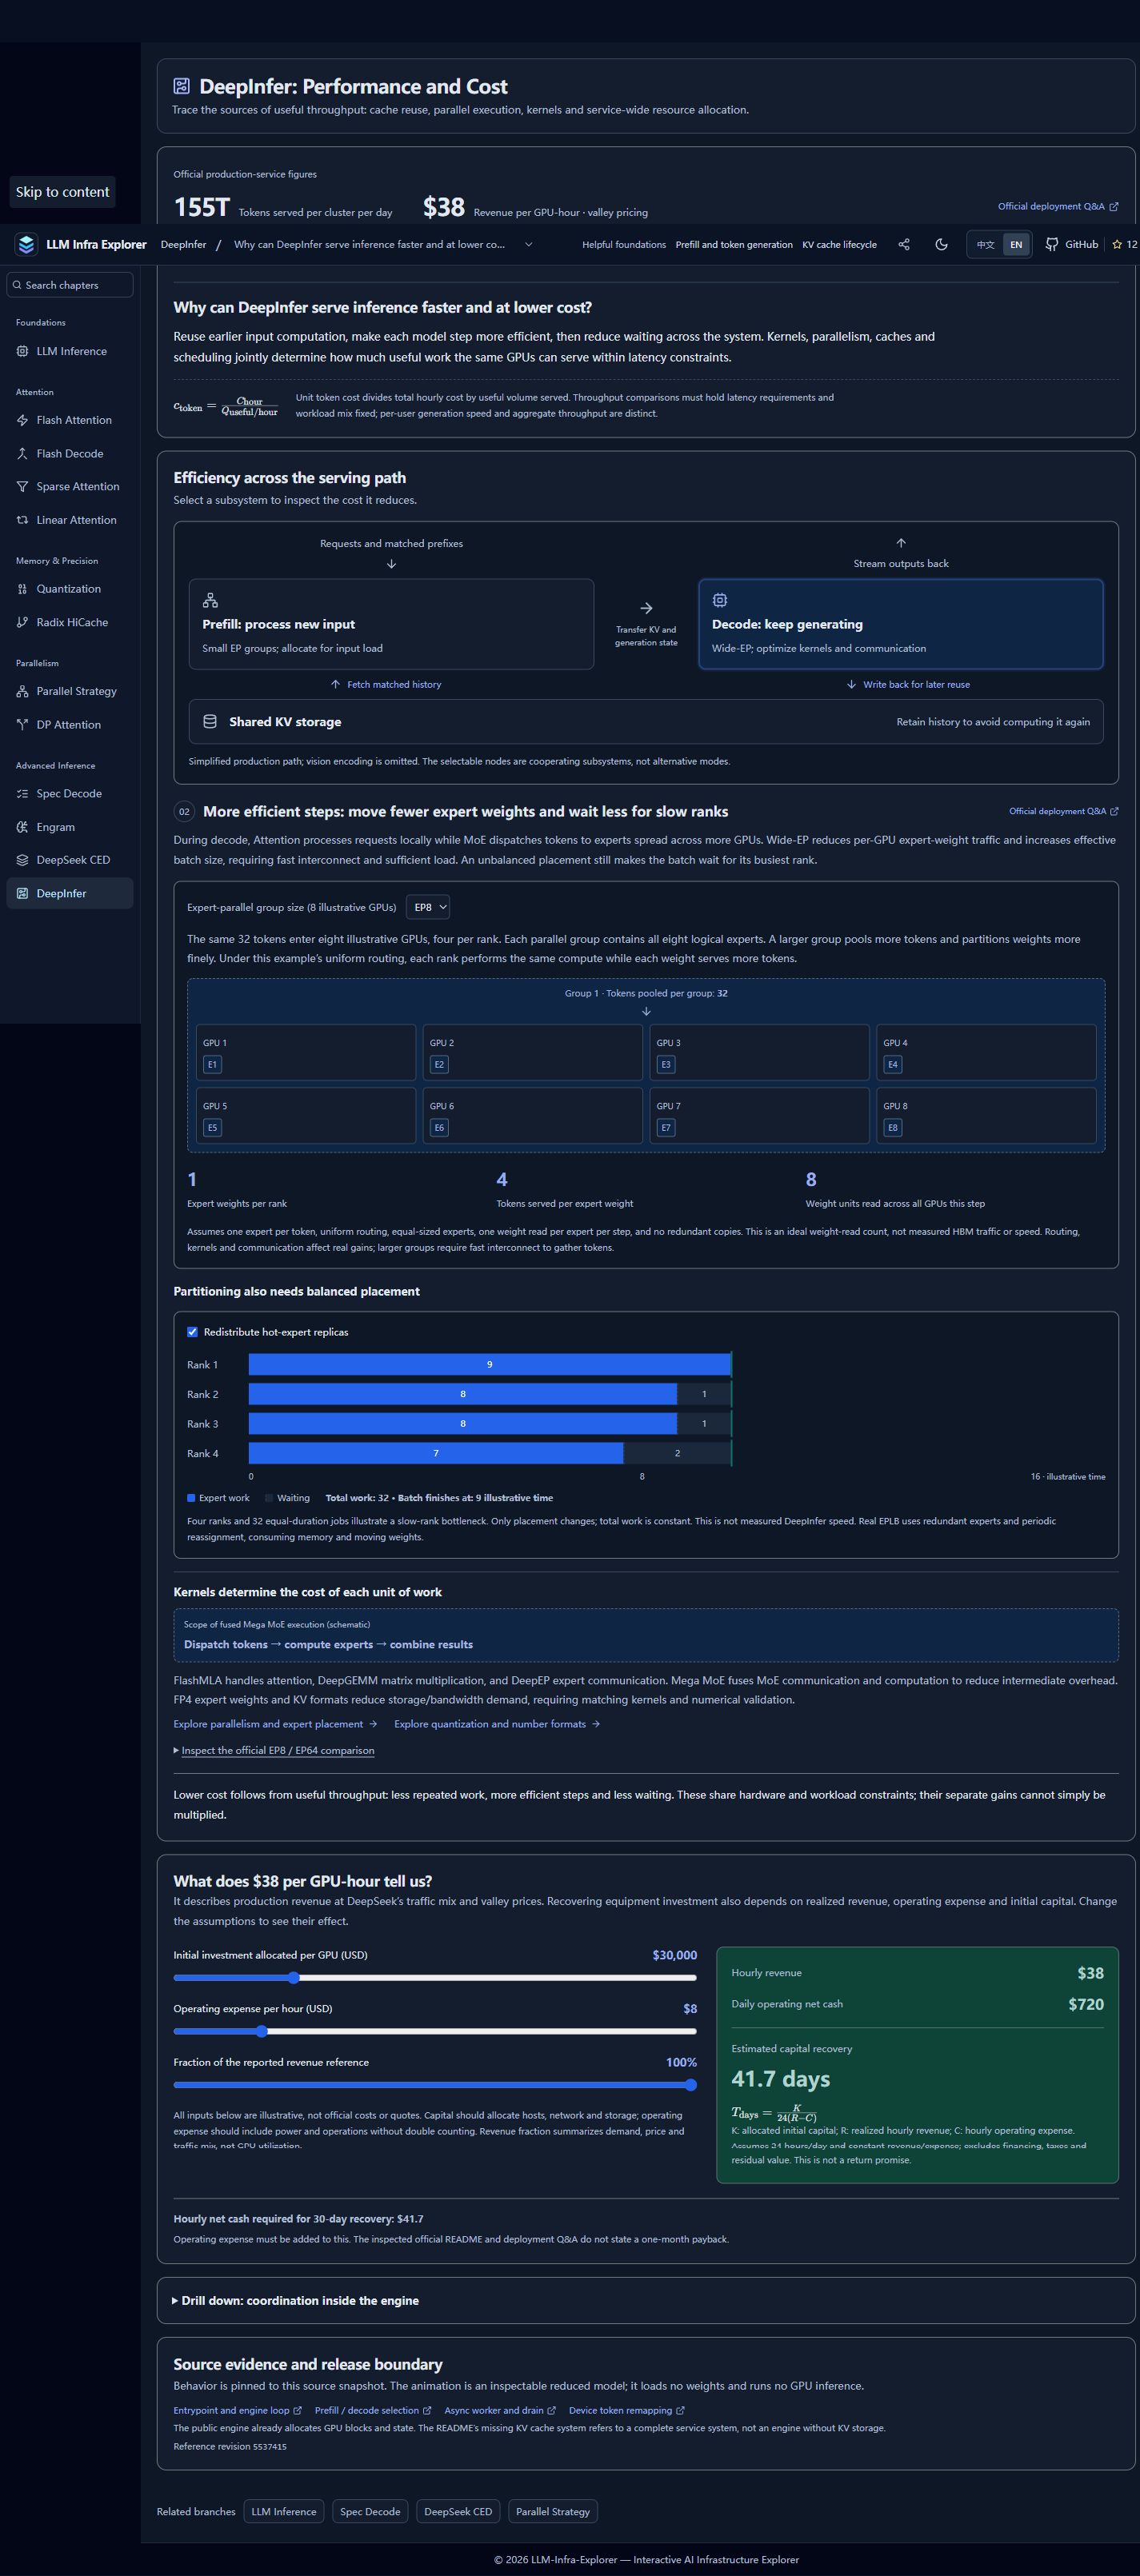 DeepInfer: Performance and Cost
Trace the sources of useful throughput: cache reuse, parallel execution, kernels and service-wide resource allocation.
Official production-service figures
Skip to content
155T Tokens served per cluster per day $38 Revenue per GPU-hour · valley pricing Official deployment Q&A
LLM Infra Explorer DeepInfer / Why can DeepInfer serve inference faster and at lower co... Helpful foundations Prefill and token generation KV cache lifecycle 中文 EN GitHub 12
Search chapters
Foundations
LLM Inference
Attention
Flash Attention
Flash Decode
Sparse Attention
Linear Attention
Memory & Precision
Quantization
Radix HiCache
Parallelism
Parallel Strategy
DP Attention
Advanced Inference
Spec Decode
Engram
DeepSeek CED
DeepInfer
Why can DeepInfer serve inference faster and at lower cost?
Reuse earlier input computation, make each model step more efficient, then reduce waiting across the system. Kernels, parallelism, caches and
scheduling jointly determine how much useful work the same GPUs can serve within latency constraints.
c_token = C_hour / Q_useful/hour
Unit token cost divides total hourly cost by useful volume served. Throughput comparisons must hold latency requirements and
workload mix fixed; per-user generation speed and aggregate throughput are distinct.
Efficiency across the serving path
Select a subsystem to inspect the cost it reduces.
Requests and matched prefixes
Stream outputs back
Prefill: process new input
Small EP groups; allocate for input load
Transfer KV and
generation state
Decode: keep generating
Wide-EP; optimize kernels and communication
Fetch matched history
Write back for later reuse
Shared KV storage
Retain history to avoid computing it again
Simplified production path; vision encoding is omitted. The selectable nodes are cooperating subsystems, not alternative modes.
02 More efficient steps: move fewer expert weights and wait less for slow ranks Official deployment Q&A
During decode, Attention processes requests locally while MoE dispatches tokens to experts spread across more GPUs. Wide-EP reduces per-GPU expert-weight traffic and increases effective
batch size, requiring fast interconnect and sufficient load. An unbalanced placement still makes the batch wait for its busiest rank.
Expert-parallel group size (8 illustrative GPUs) EP8
The same 32 tokens enter eight illustrative GPUs, four per rank. Each parallel group contains all eight logical experts. A larger group pools more tokens and partitions weights more
finely. Under this example's uniform routing, each rank performs the same compute while each weight serves more tokens.
Group 1 · Tokens pooled per group: 32
GPU 1 GPU 2 GPU 3 GPU 4
E1 E2 E3 E4
GPU 5 GPU 6 GPU 7 GPU 8
E5 E6 E7 E8
1 4 8
Expert weights per rank Tokens served per expert weight Weight units read across all GPUs this step
Assumes one expert per token, uniform routing, equal-sized experts, one weight read per expert per step, and no redundant copies. This is an ideal weight-read count, not measured HBM traffic or speed. Routing,
kernels and communication affect real gains; larger groups require fast interconnect to gather tokens.
Partitioning also needs balanced placement
Redistribute hot-expert replicas
Rank 1 9
Rank 2 8 1
Rank 3 8 1
Rank 4 7 2
0 8 16 · illustrative time
Expert work Waiting Total work: 32 • Batch finishes at: 9 illustrative time
Four ranks and 32 equal-duration jobs illustrate a slow-rank bottleneck. Only placement changes; total work is constant. This is not measured DeepInfer speed. Real EPLB uses redundant experts and periodic
reassignment, consuming memory and moving weights.
Kernels determine the cost of each unit of work
Scope of fused Mega MoE execution (schematic)
Dispatch tokens → compute experts → combine results
FlashMLA handles attention, DeepGEMM matrix multiplication, and DeepEP expert communication. Mega MoE fuses MoE communication and computation to reduce intermediate overhead.
FP4 expert weights and KV formats reduce storage/bandwidth demand, requiring matching kernels and numerical validation.
Explore parallelism and expert placement → Explore quantization and number formats →
Inspect the official EP8 / EP64 comparison
Lower cost follows from useful throughput: less repeated work, more efficient steps and less waiting. These share hardware and workload constraints; their separate gains cannot simply be
multiplied.
What does $38 per GPU-hour tell us?
It describes production revenue at DeepSeek's traffic mix and valley prices. Recovering equipment investment also depends on realized revenue, operating expense and initial capital. Change
the assumptions to see their effect.
Initial investment allocated per GPU (USD) $30,000
Operating expense per hour (USD) $8
Fraction of the reported revenue reference 100%
All inputs below are illustrative, not official costs or quotes. Capital should allocate hosts, network and storage; operating
expense should include power and operations without double counting. Revenue fraction summarizes demand, price and
traffic mix, not GPU utilization.
Hourly revenue $38
Daily operating net cash $720
Estimated capital recovery
41.7 days
T_days = K / 24(R−C)
K: allocated initial capital; R: realized hourly revenue; C: hourly operating expense.
Assumes 24 hours/day and constant revenue/expense; excludes financing, taxes and
residual value. This is not a return promise.
Hourly net cash required for 30-day recovery: $41.7
Operating expense must be added to this. The inspected official README and deployment Q&A do not state a one-month payback.
Drill down: coordination inside the engine
Source evidence and release boundary
Behavior is pinned to this source snapshot. The animation is an inspectable reduced model; it loads no weights and runs no GPU inference.
Entrypoint and engine loop Prefill / decode selection Async worker and drain Device token remapping
The public engine already allocates GPU blocks and state. The README's missing KV cache system refers to a complete service system, not an engine without KV storage.
Reference revision 5537415
Related branches LLM Inference Spec Decode DeepSeek CED Parallel Strategy
© 2026 LLM-Infra-Explorer — Interactive AI Infrastructure Explorer